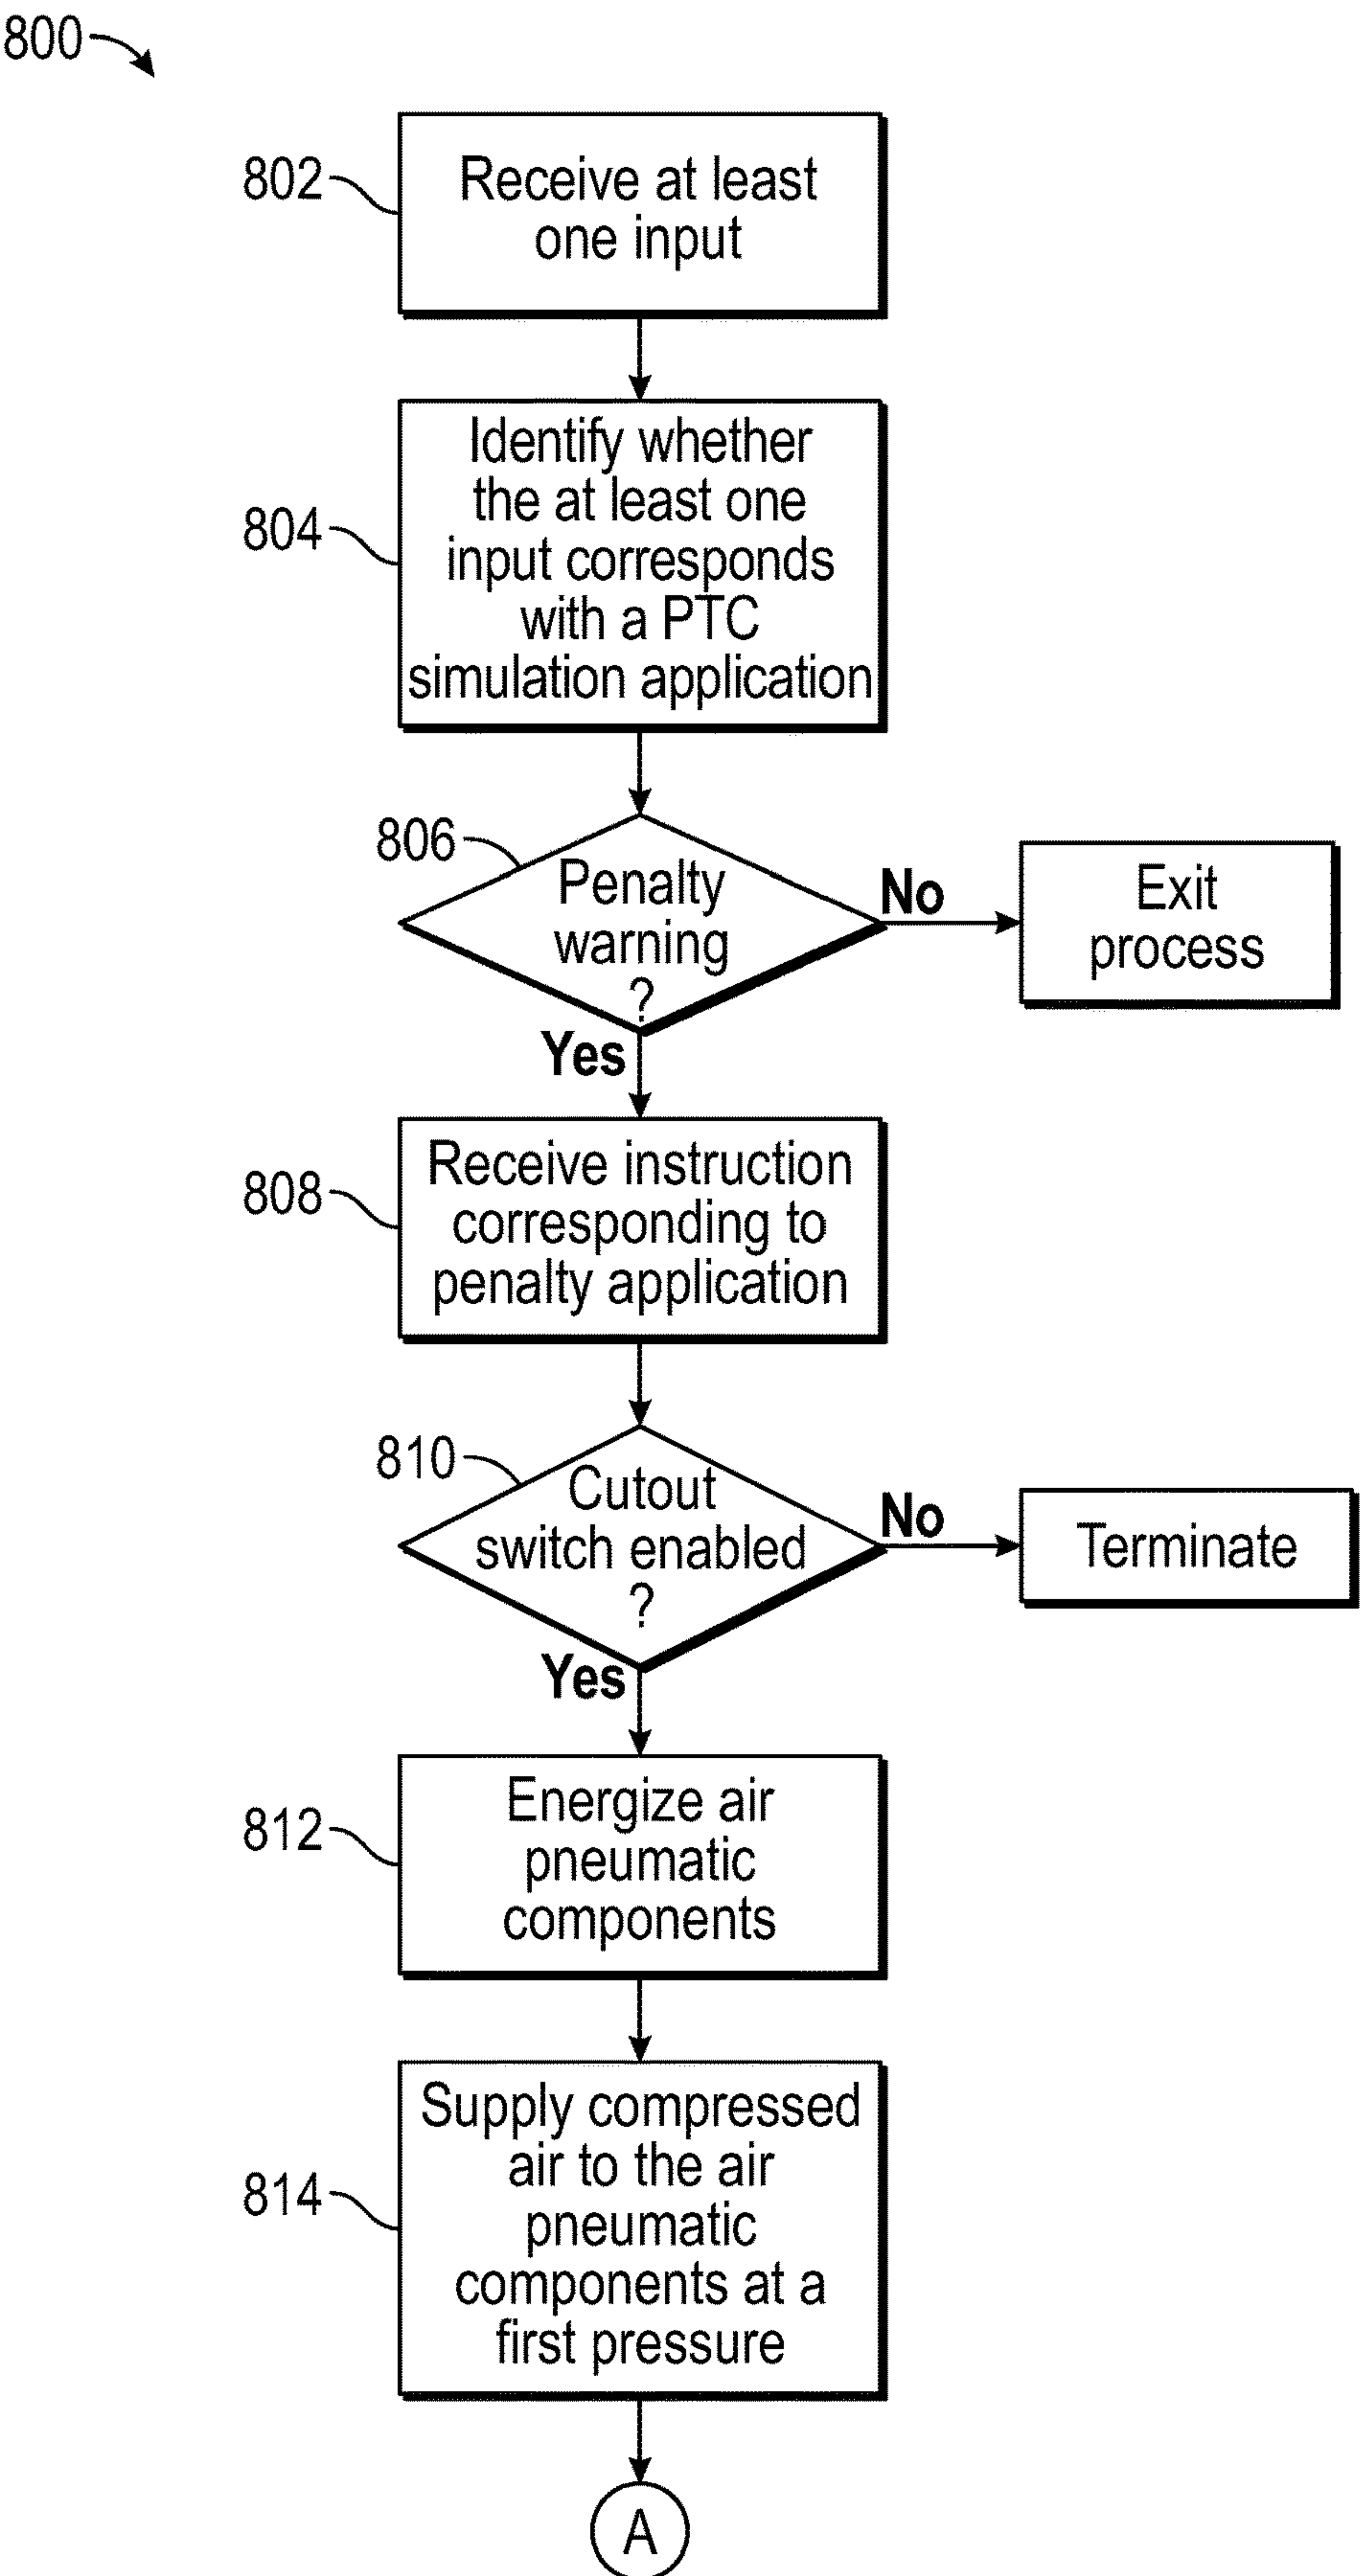 800
802
Receive at least
one input
804
Identify whether
the at least one
input corresponds
with a PTC
simulation application
806
Penalty
warning
?
No
Exit
process
Yes
808
Receive instruction
corresponding to
penalty application
810
Cutout
switch enabled
?
No
Terminate
Yes
812
Energize air
pneumatic
components
814
Supply compressed
air to the air
pneumatic
components at a
first pressure
A